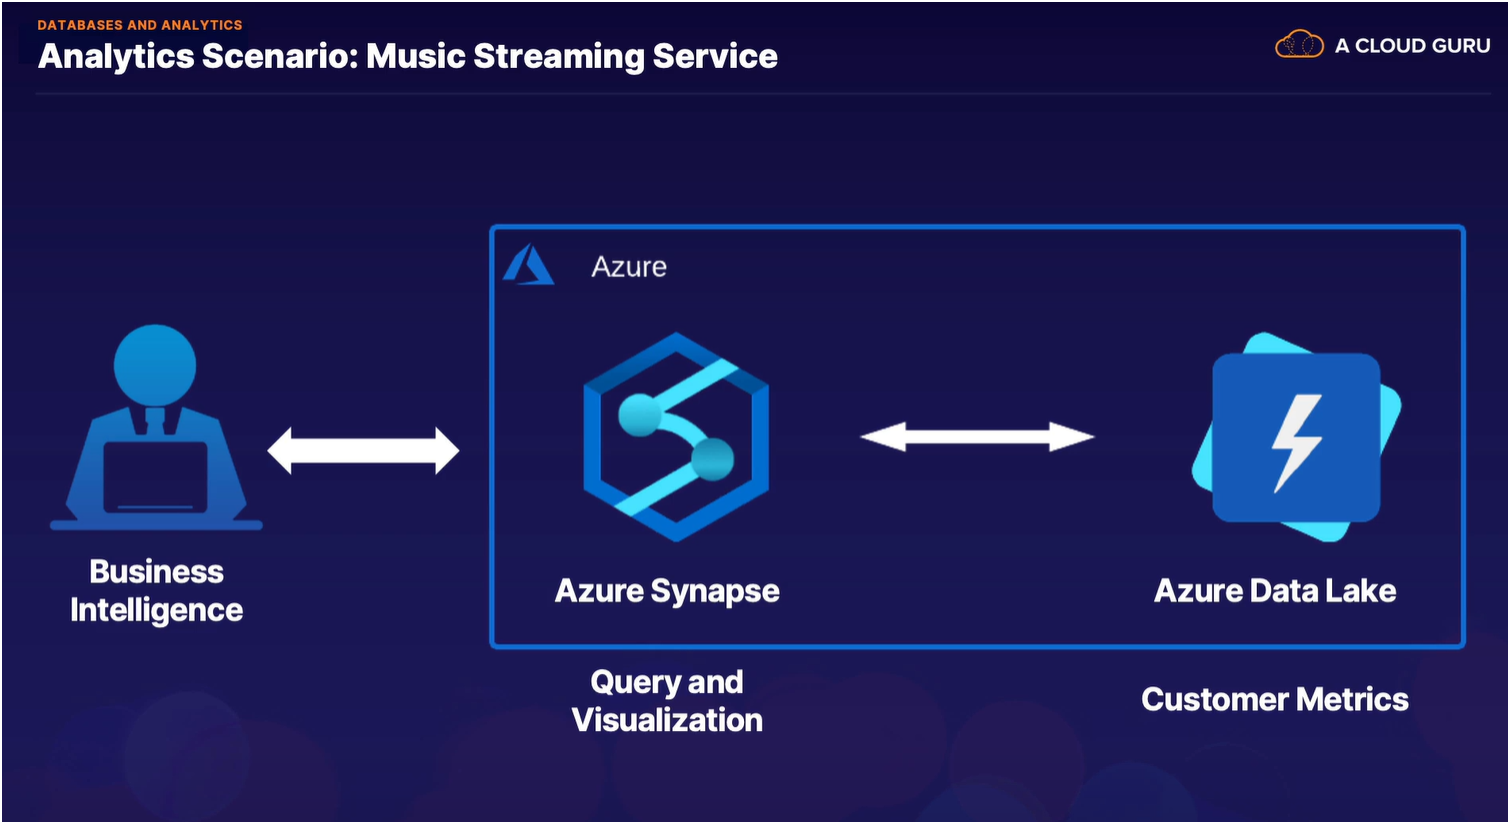 DATABASES AND ANALYTICS
Analytics Scenario: Music Streaming Service
A CLOUD GURU
Azure
Business
Intelligence
Azure Synapse
Azure Data Lake
Query and
Visualization
Customer Metrics